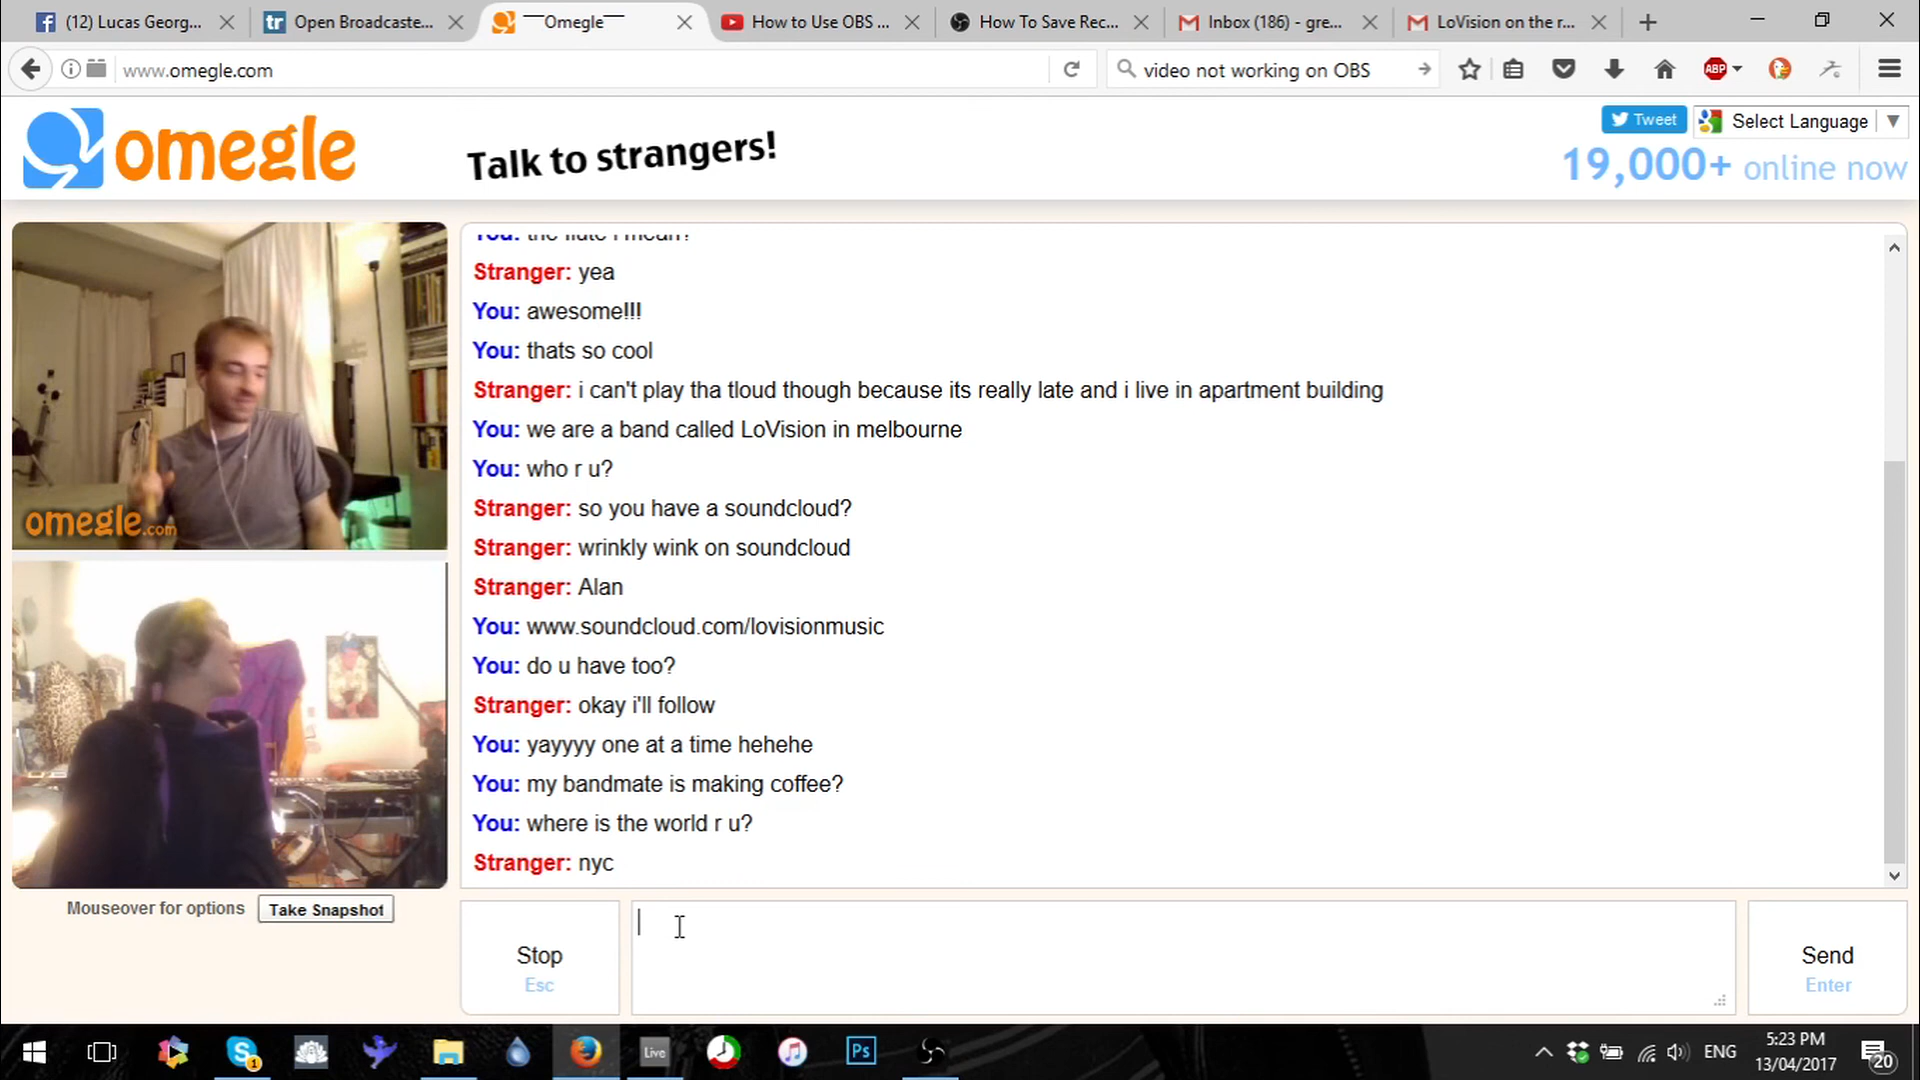 (12) Lucas Georg...
Open Broadcaste...
Omegle
How to Use OBS ...
How To Save Rec...
Inbox (186) - gre...
LoVision on the r...
www.omegle.com
video not working on OBS
ABP
omegle
Talk to strangers!
Tweet
Select Language
19,000+ online now
You: the flute i mean?
Stranger: yea
You: awesome!!!
You: thats so cool
Stranger: i can't play tha tloud though because its really late and i live in apartment building
You: we are a band called LoVision in melbourne
You: who r u?
Stranger: so you have a soundcloud?
Stranger: wrinkly wink on soundcloud
Stranger: Alan
You: www.soundcloud.com/lovisionmusic
You: do u have too?
Stranger: okay i'll follow
You: yayyyy one at a time hehehe
You: my bandmate is making coffee?
You: where is the world r u?
Stranger: nyc
omegle.com
Mouseover for options
Take Snapshot
Stop
Esc
Send
Enter
Live
Ps
ENG
5:23 PM
13/04/2017
20